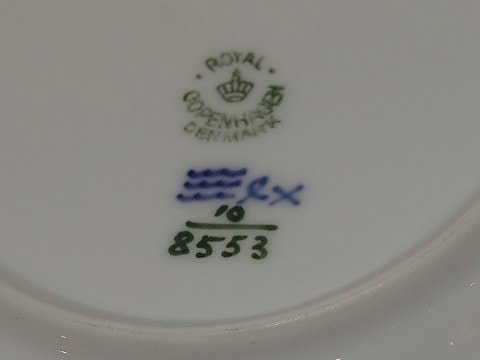 ROYAL
COPENHAGEN
DENMARK
10
8553